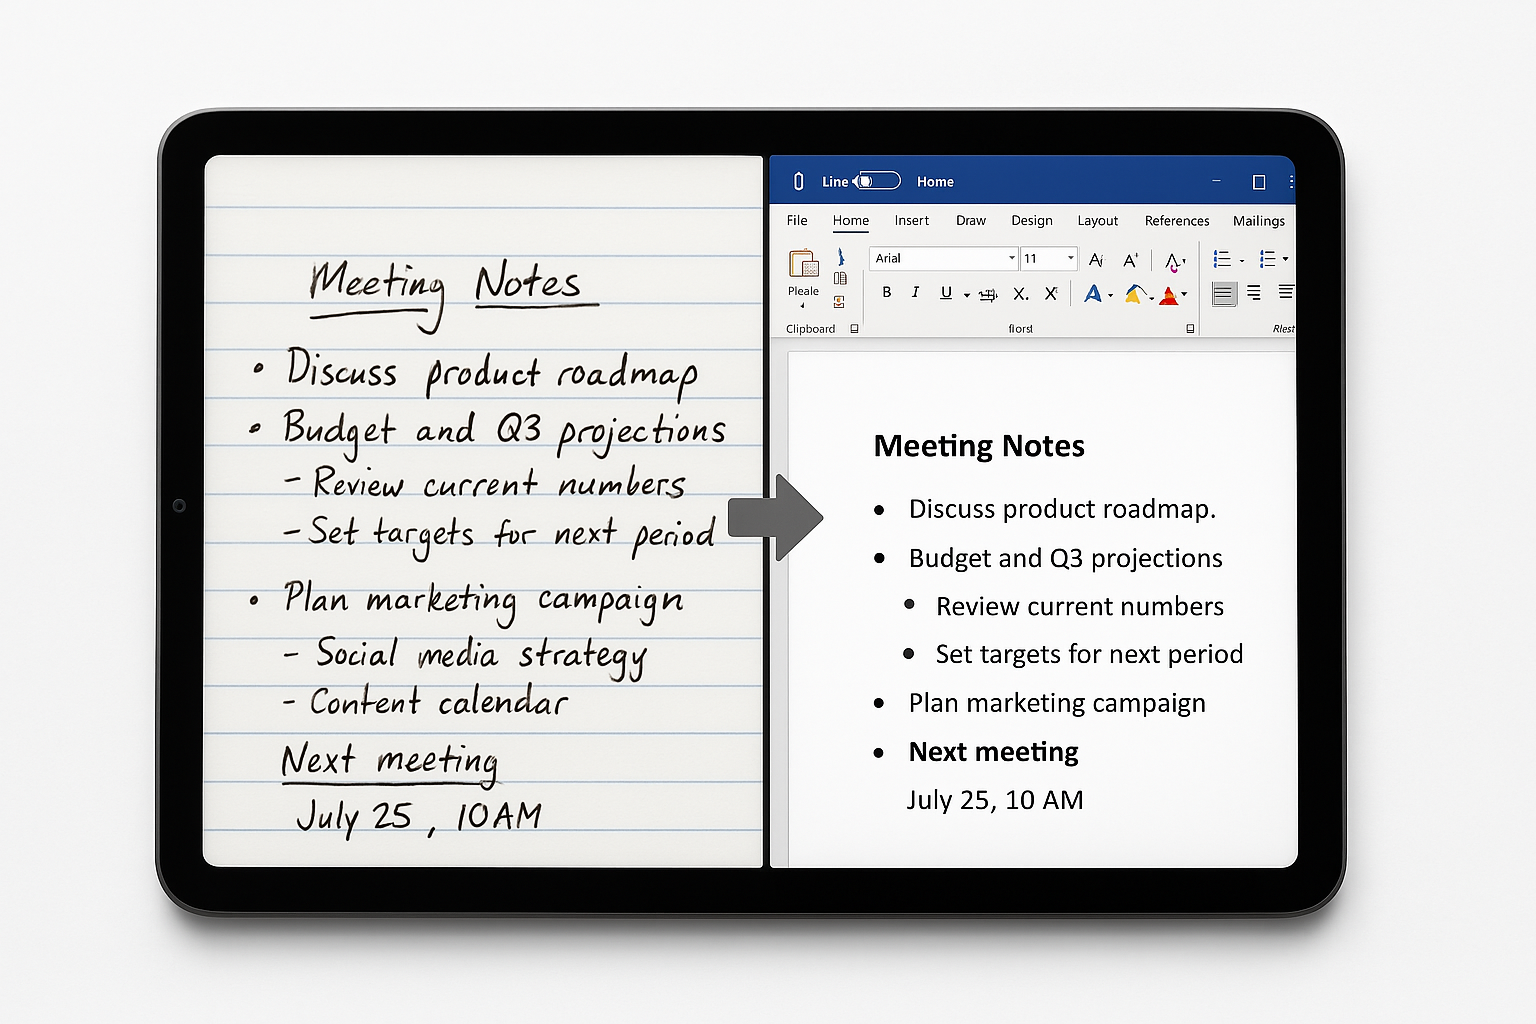 Meeting Notes
• Discuss product roadmap
• Budget and Q3 projections
- Review current numbers
- Set targets for next period
• Plan marketing campaign
- Social media strategy
- Content calendar
Next meeting
July 25, 10 AM
Line Home
File Home Insert Draw Design Layout References Mailings
Arial 11
Pleale B I U X. X A
Clipboard florst Rlest
Meeting Notes
• Discuss product roadmap.
• Budget and Q3 projections
• Review current numbers
• Set targets for next period
• Plan marketing campaign
• Next meeting
July 25, 10 AM